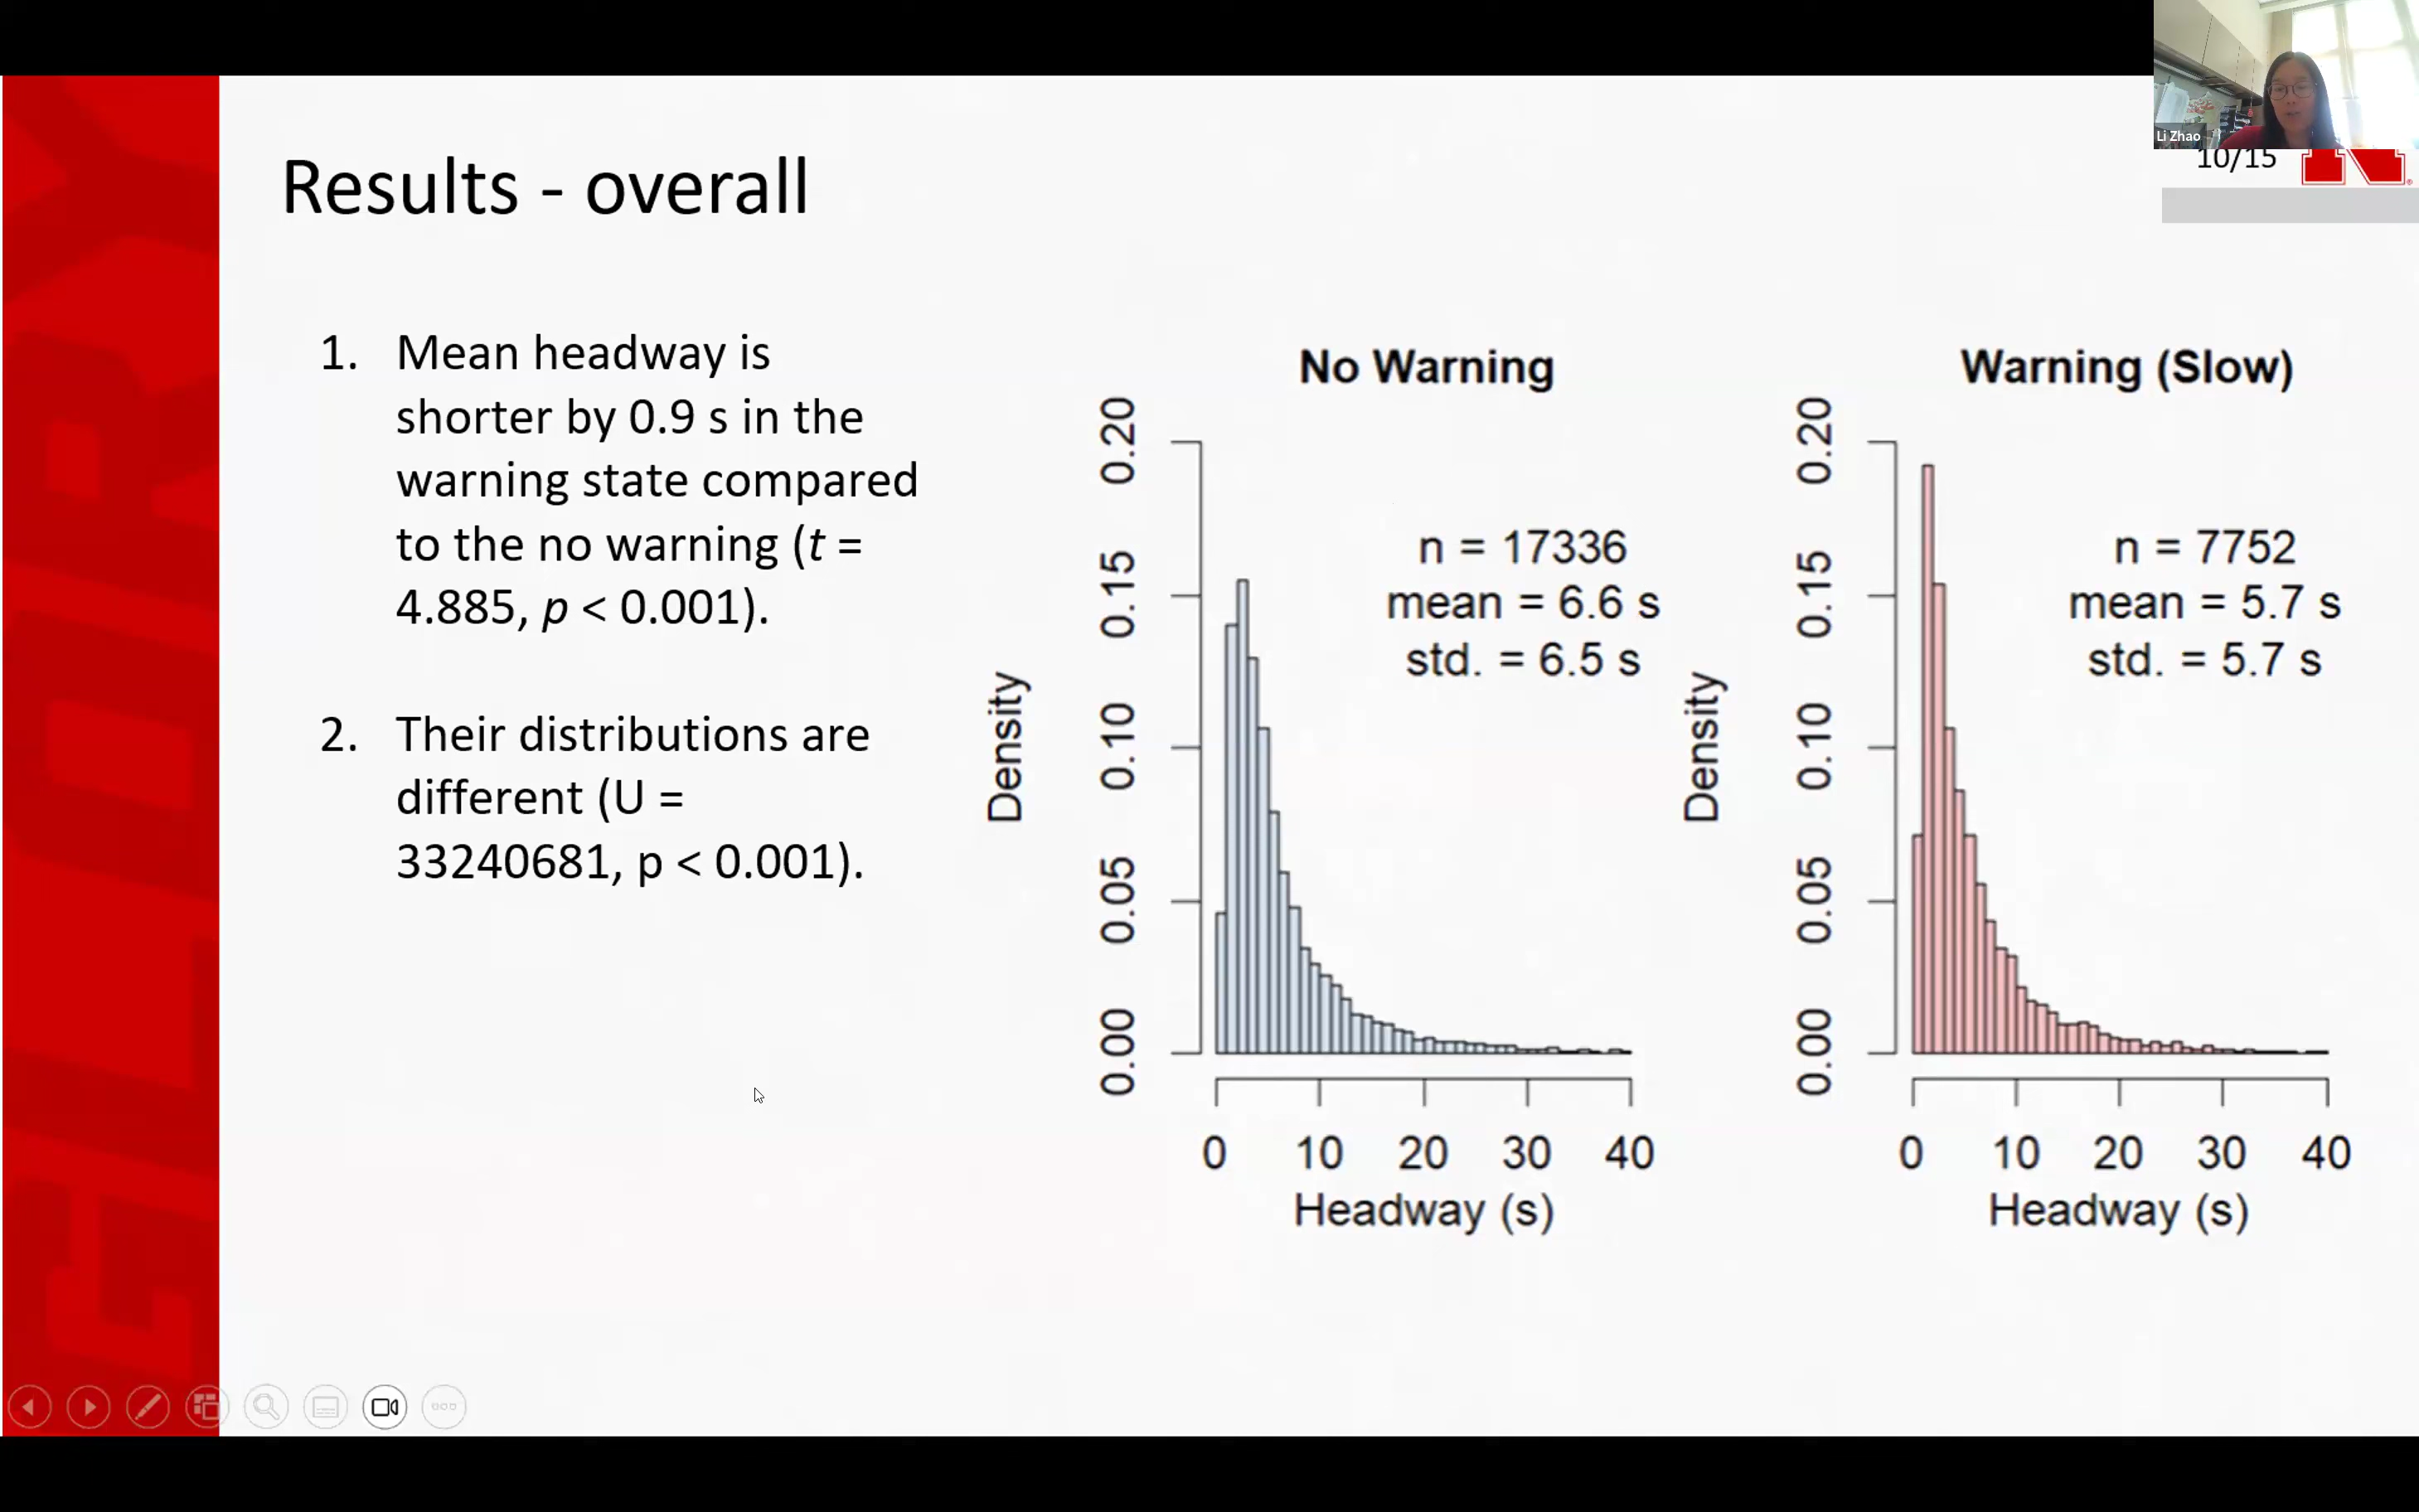 Li Zhao
10/15
Results - overall
1. Mean headway is
shorter by 0.9 s in the
warning state compared
to the no warning (t =
4.885, p < 0.001).
2. Their distributions are
different (U =
33240681, p < 0.001).
No Warning
n = 17336
mean = 6.6 s
std. = 6.5 s
Density
0.00 0.05 0.10 0.15 0.20
0 10 20 30 40
Headway (s)
Warning (Slow)
n = 7752
mean = 5.7 s
std. = 5.7 s
Density
0.00 0.05 0.10 0.15 0.20
0 10 20 30 40
Headway (s)